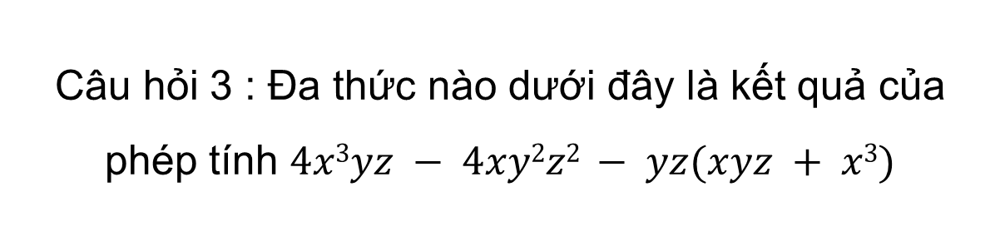 Câu hỏi 3 : Đa thức nào dưới đây là kết quả của
phép tính 4x³yz − 4xy²z² − yz(xyz + x³)